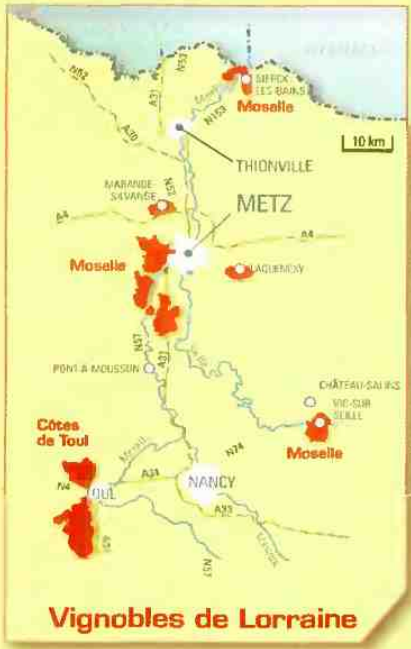 N52
N53
A31
SIERCK
LES-BAINS
Moselle
N153
A30
10 km
THIONVILLE
MARANGE-
SILVANGE
N52
METZ
A4
A4
Moselle
LAQUENEXY
N57
A31
PONT-A-MOUSSON
CHÂTEAU-SALINS
VIC-SUR
SEILLE
Côtes
de Toul
Moselle
N74
A31
N4
TOUL
NANCY
A33
N57
Vignobles de Lorraine